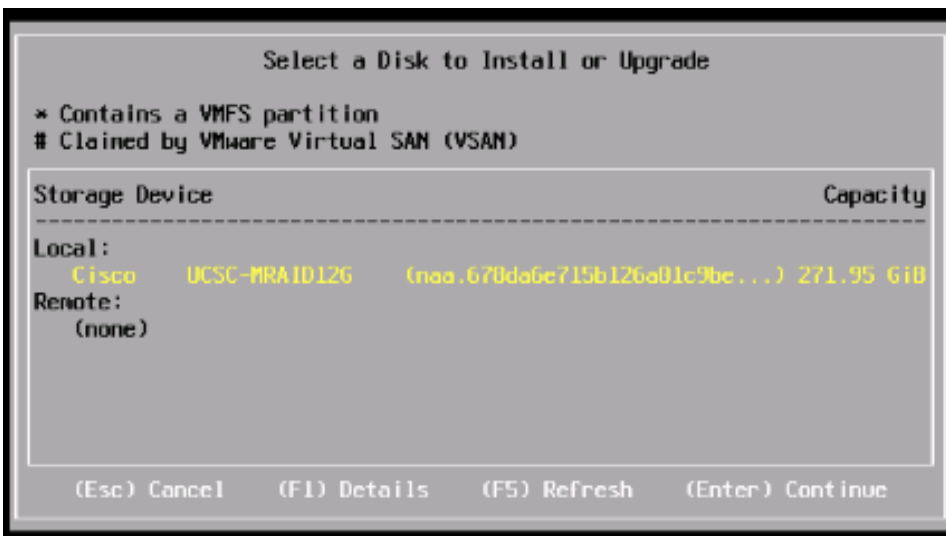 Select a Disk to Install or Upgrade
* Contains a VMFS partition
# Claimed by VMware Virtual SAN (VSAN)
Storage Device Capacity
--------------------------------------------------------------------------
Local:
Cisco UCSC-MRAID12G (naa.678da6e715b126a01c9be...) 271.95 GiB
Remote:
(none)
(Esc) Cancel (F1) Details (F5) Refresh (Enter) Continue